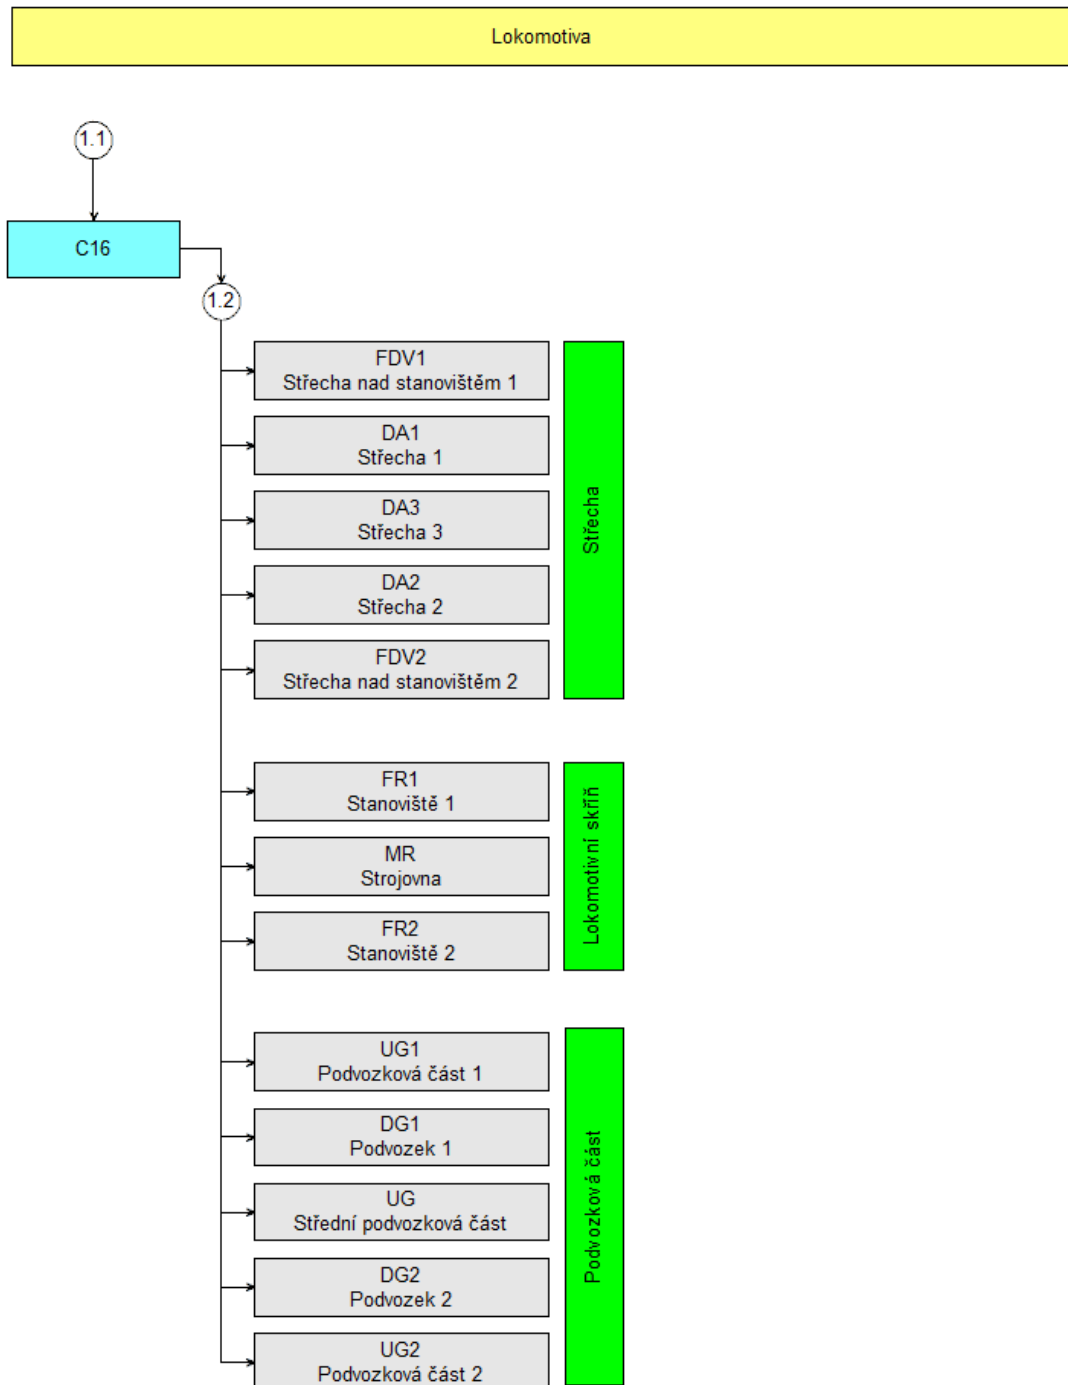 Lokomotiva
1.1
C16
1.2
FDV1
Střecha nad stanovištěm 1
DA1
Střecha 1
DA3
Střecha 3
DA2
Střecha 2
FDV2
Střecha nad stanovištěm 2
Střecha
FR1
Stanoviště 1
MR
Strojovna
FR2
Stanoviště 2
Lokomotivní skříň
UG1
Podvozková část 1
DG1
Podvozek 1
UG
Střední podvozková část
DG2
Podvozek 2
UG2
Podvozková část 2
Podvozková část